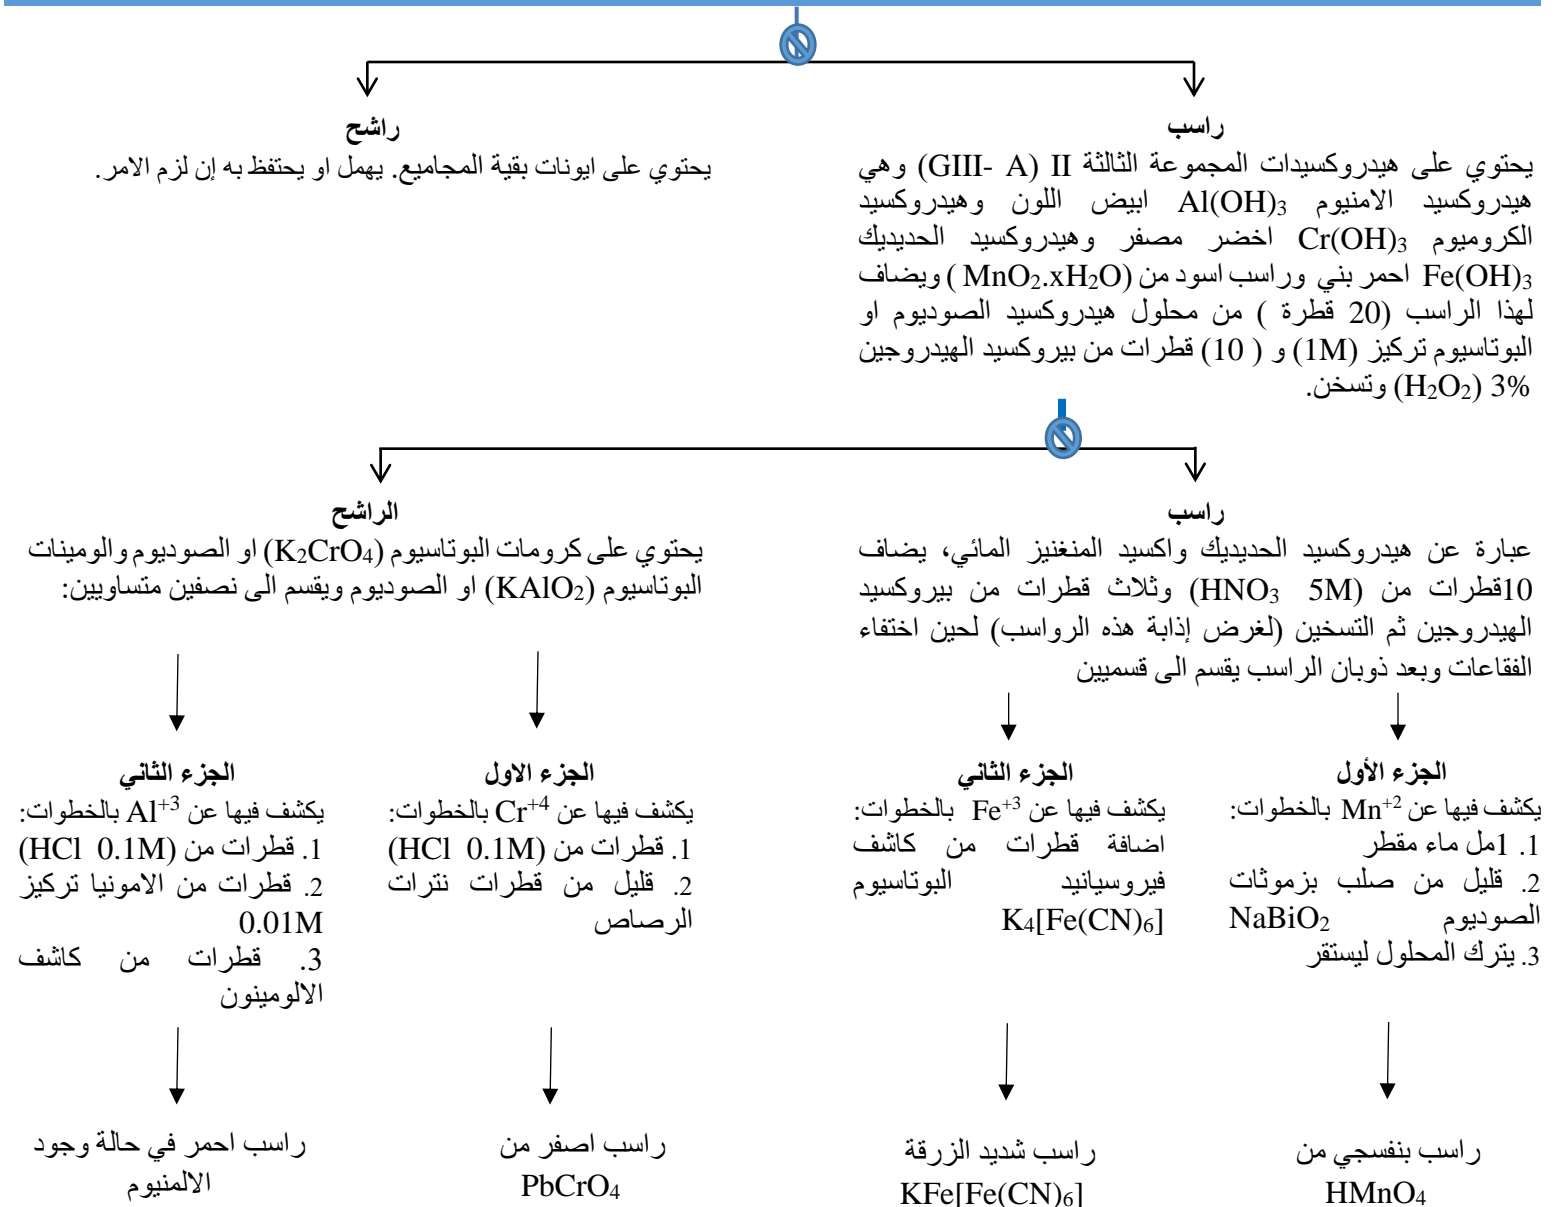 راسب
يحتوي على هيدروكسيدات المجموعة الثالثة GIII- A) II) وهي
هيدروكسيد الامنيوم Al(OH)₃ ابيض اللون وهيدروكسيد
الكروميوم Cr(OH)₃ اخضر مصفر وهيدروكسيد الحديديك
Fe(OH)₃ احمر بني وراسب اسود من (MnO₂.xH₂O ) ويضاف
لهذا الراسب (20 قطرة ) من محلول هيدروكسيد الصوديوم او
البوتاسيوم تركيز (1M) و ( 10) قطرات من بيروكسيد الهيدروجين
3% (H₂O₂) وتسخن.
راشح
يحتوي على ايونات بقية المجاميع. يهمل او يحتفظ به إن لزم الامر.
راسب
عبارة عن هيدروكسيد الحديديك واكسيد المنغنيز المائي، يضاف
10قطرات من (HNO₃ 5M) وثلاث قطرات من بيروكسيد
الهيدروجين ثم التسخين (لغرض إذابة هذه الرواسب) لحين اختفاء
الفقاعات وبعد ذوبان الراسب يقسم الى قسميين
الراشح
يحتوي على كرومات البوتاسيوم (K₂CrO₄) او الصوديوم والومينات
البوتاسيوم (KAlO₂) او الصوديوم ويقسم الى نصفين متساويين:
الجزء الأول
يكشف فيها عن Mn⁺² بالخطوات:
1. 1مل ماء مقطر
2. قليل من صلب بزموثات
الصوديوم NaBiO₂
3. يترك المحلول ليستقر
راسب بنفسجي من
HMnO₄
الجزء الثاني
يكشف فيها عن Fe⁺³ بالخطوات:
اضافة قطرات من كاشف
فيروسيانيد البوتاسيوم
K₄[Fe(CN)₆]
راسب شديد الزرقة
KFe[Fe(CN)₆]
الجزء الاول
يكشف فيها عن Cr⁺⁴ بالخطوات:
1. قطرات من (HCl 0.1M)
2. قليل من قطرات نترات
الرصاص
راسب اصفر من
PbCrO₄
الجزء الثاني
يكشف فيها عن Al⁺³ بالخطوات:
1. قطرات من (HCl 0.1M)
2. قطرات من الامونيا تركيز
0.01M
3. قطرات من كاشف
الالومينون
راسب احمر في حالة وجود
الالمنيوم